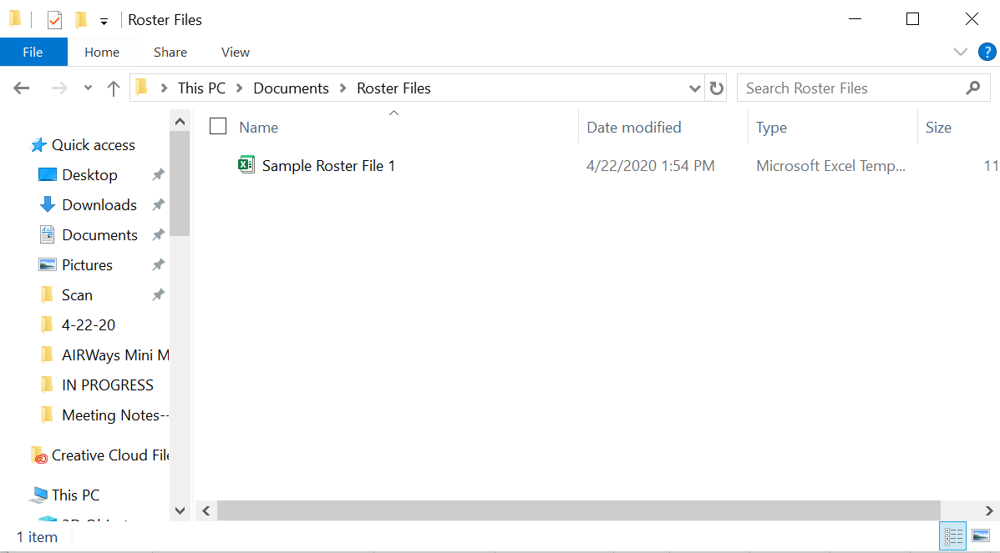 Roster Files
File Home Share View
?
This PC > Documents > Roster Files
Search Roster Files
Name Date modified Type Size
Sample Roster File 1 4/22/2020 1:54 PM Microsoft Excel Temp... 11
Quick access
Desktop
Downloads
Documents
Pictures
Scan
4-22-20
AIRWays Mini M
IN PROGRESS
Meeting Notes--
Creative Cloud File
This PC
1 item